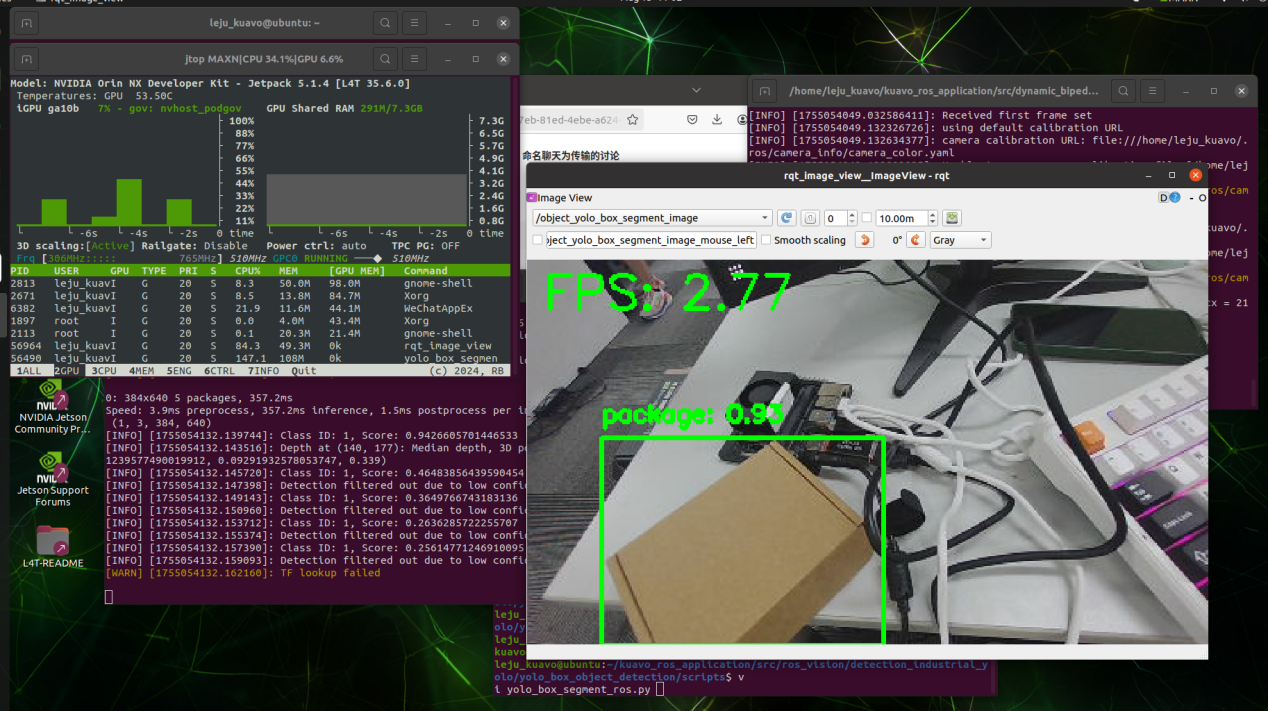 rqt_image_view
leju_kuavo@ubuntu: ~
jtop MAXN|CPU 34.1%|GPU 6.6%
Model: NVIDIA Orin NX Developer Kit - Jetpack 5.1.4 [L4T 35.6.0]
Temperatures: GPU 53.50C
iGPU ga10b 7% - gov: nvhost_podgov GPU Shared RAM 291M/7.3GB
100% 7.3G
88% 6.5G
77% 5.7G
66% 4.9G
55% 4.1G
44% 3.2G
33% 2.4G
22% 1.6G
11% 0.8G
-6s -4s -2s 0 time -6s -4s -2s 0 time
3D scaling:[Active] Railgate: Disable Power ctrl: auto TPC PG: OFF
Frq [306MHz::::: 765MHz] 510MHz GPC0 RUNNING 510MHz
PID USER GPU TYPE PRI S CPU% MEM [GPU MEM] Command
2813 leju_kuavI G 20 S 8.3 50.0M 98.0M gnome-shell
2671 leju_kuavI G 20 S 8.5 13.8M 84.7M Xorg
6382 leju_kuavI G 20 S 21.9 11.6M 44.1M WeChatAppEx
1897 root I G 20 S 0.0 4.0M 43.4M Xorg
2113 root I G 20 S 0.1 20.3M 21.4M gnome-shell
56964 leju_kuavI G 20 S 84.3 49.3M 0k rqt_image_view
56490 leju_kuavI G 20 S 147.1 108M 0k yolo_box_segmen
1ALL 2GPU 3CPU 4MEM 5ENG 6CTRL 7INFO Quit (c) 2024, RB
NVIDIA Jetson
Community Pr...
Jetson Support
Forums
L4T-README
0: 384x640 5 packages, 357.2ms
Speed: 3.9ms preprocess, 357.2ms inference, 1.5ms postprocess per i
(1, 3, 384, 640)
[INFO] [1755054132.139744]: Class ID: 1, Score: 0.9426605701446533
[INFO] [1755054132.143516]: Depth at (140, 177): Median depth, 3D p
1239577490019912, 0.09291932578053747, 0.339)
[INFO] [1755054132.145720]: Class ID: 1, Score: 0.46483856439590454
[INFO] [1755054132.147398]: Detection filtered out due to low confi
[INFO] [1755054132.149143]: Class ID: 1, Score: 0.3649766743183136
[INFO] [1755054132.150960]: Detection filtered out due to low confi
[INFO] [1755054132.153712]: Class ID: 1, Score: 0.2636285722255707
[INFO] [1755054132.155374]: Detection filtered out due to low confi
[INFO] [1755054132.157390]: Class ID: 1, Score: 0.25614771246910095
[INFO] [1755054132.159093]: Detection filtered out due to low confi
[WARN] [1755054132.162160]: TF lookup failed
7eb-81ed-4ebe-a624
命名聊天为传输的讨论
/home/leju_kuavo/kuavo_ros_application/src/dynamic_biped...
[INFO] [1755054049.032586411]: Received first frame set
[INFO] [1755054049.132326726]: using default calibration URL
[INFO] [1755054049.132634377]: camera calibration URL: file:///home/leju_kuavo/.
ros/camera_info/camera_color.yaml
/home/lej
ros/cam
kuavo/.
/home/lej
ros/cam
cx = 21
rqt_image_view__ImageView - rqt
Image View
D - O
/object_yolo_box_segment_image 0 10.00m
oject_yolo_box_segment_image_mouse_left Smooth scaling 0° Gray
FPS: 2.77
package: 0.93
leju_
olo/y
leju_
kuavo
leju_kuavo@ubuntu:~/kuavo_ros_application/src/ros_vision/detection_industrial_y
olo/yolo_box_object_detection/scripts$ v
i yolo_box_segment_ros.py